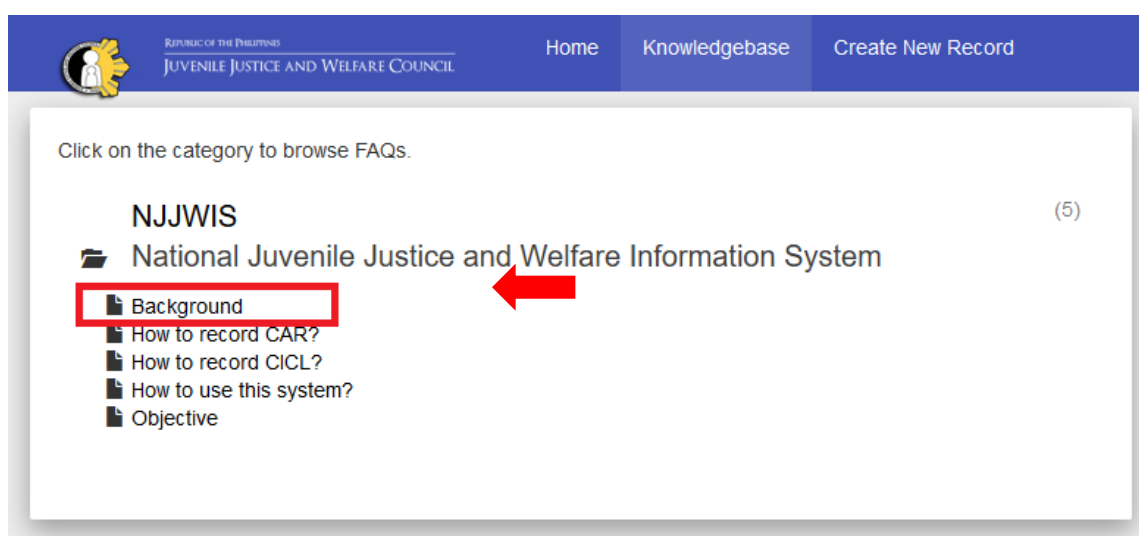 REPUBLIC OF THE PHILIPPINES
JUVENILE JUSTICE AND WELFARE COUNCIL
Home Knowledgebase Create New Record
Click on the category to browse FAQs.
NJJWIS (5)
National Juvenile Justice and Welfare Information System
Background
How to record CAR?
How to record CICL?
How to use this system?
Objective